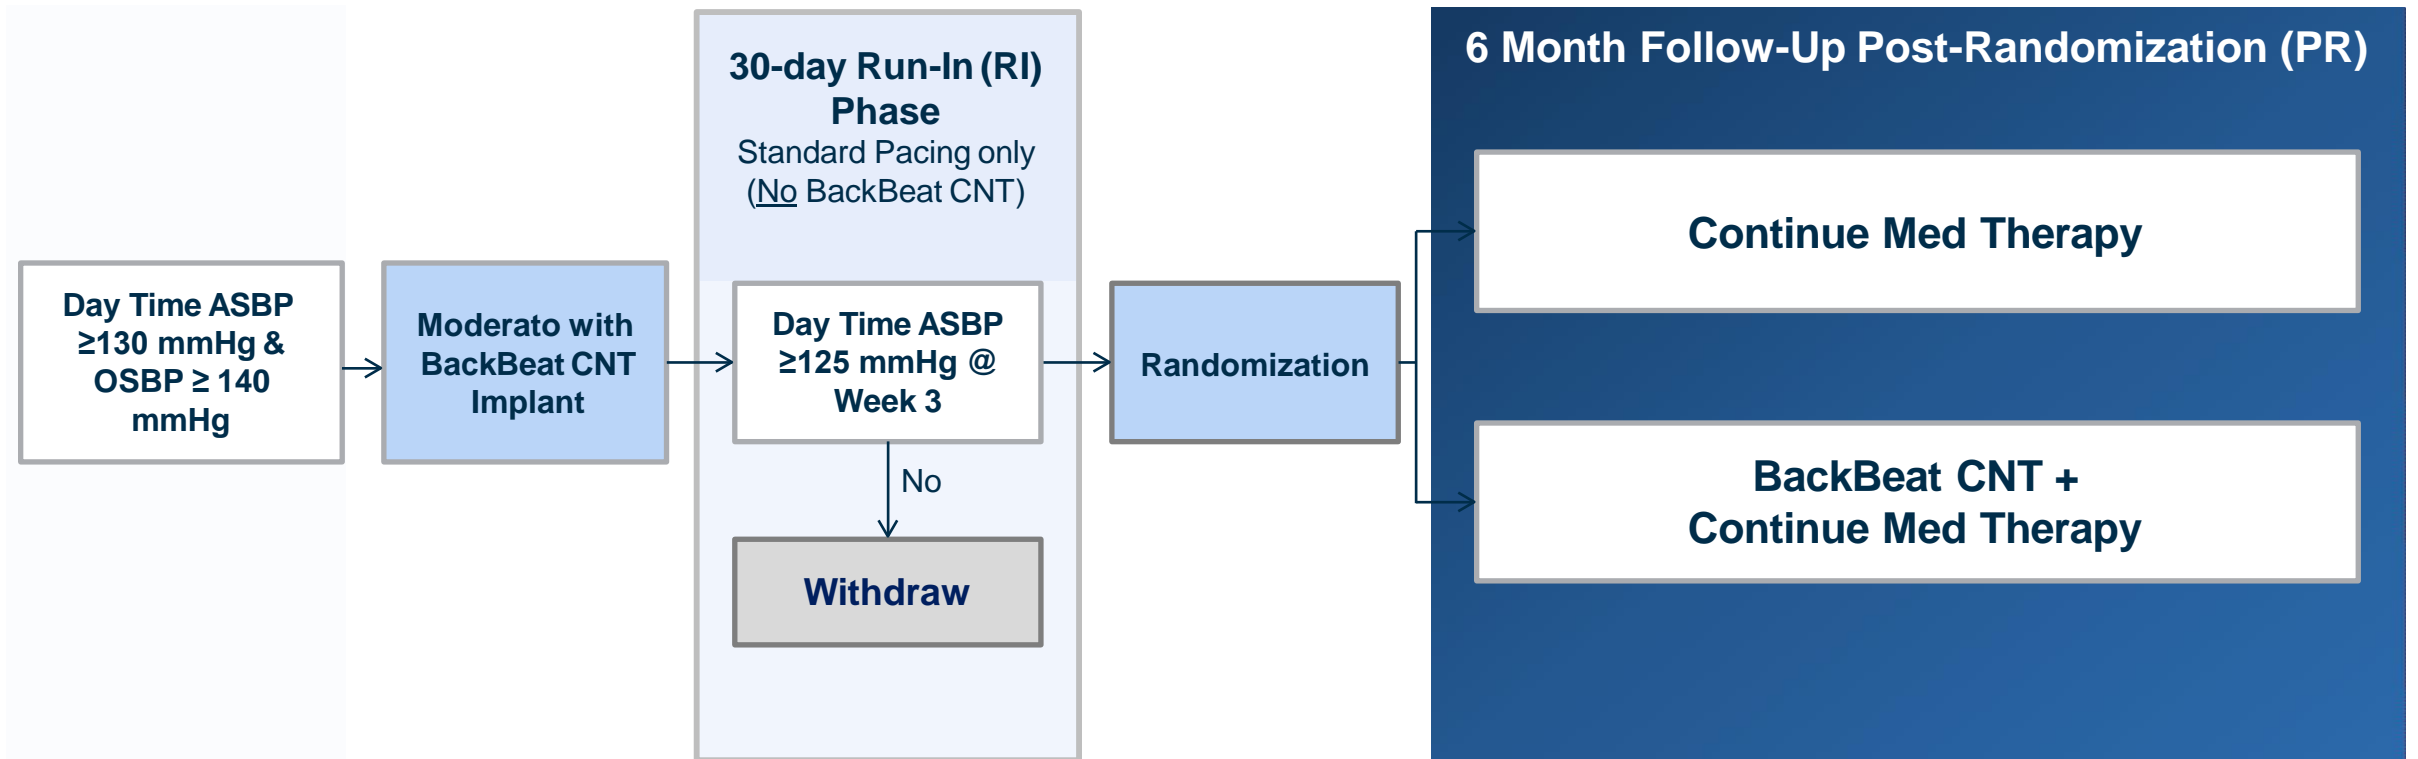 Day Time ASBP
≥130 mmHg &
OSBP ≥ 140
mmHg
Moderato with
BackBeat CNT
Implant
30-day Run-In (RI)
Phase
Standard Pacing only
(No BackBeat CNT)
Day Time ASBP
≥125 mmHg @
Week 3
No
Withdraw
Randomization
6 Month Follow-Up Post-Randomization (PR)
Continue Med Therapy
BackBeat CNT +
Continue Med Therapy